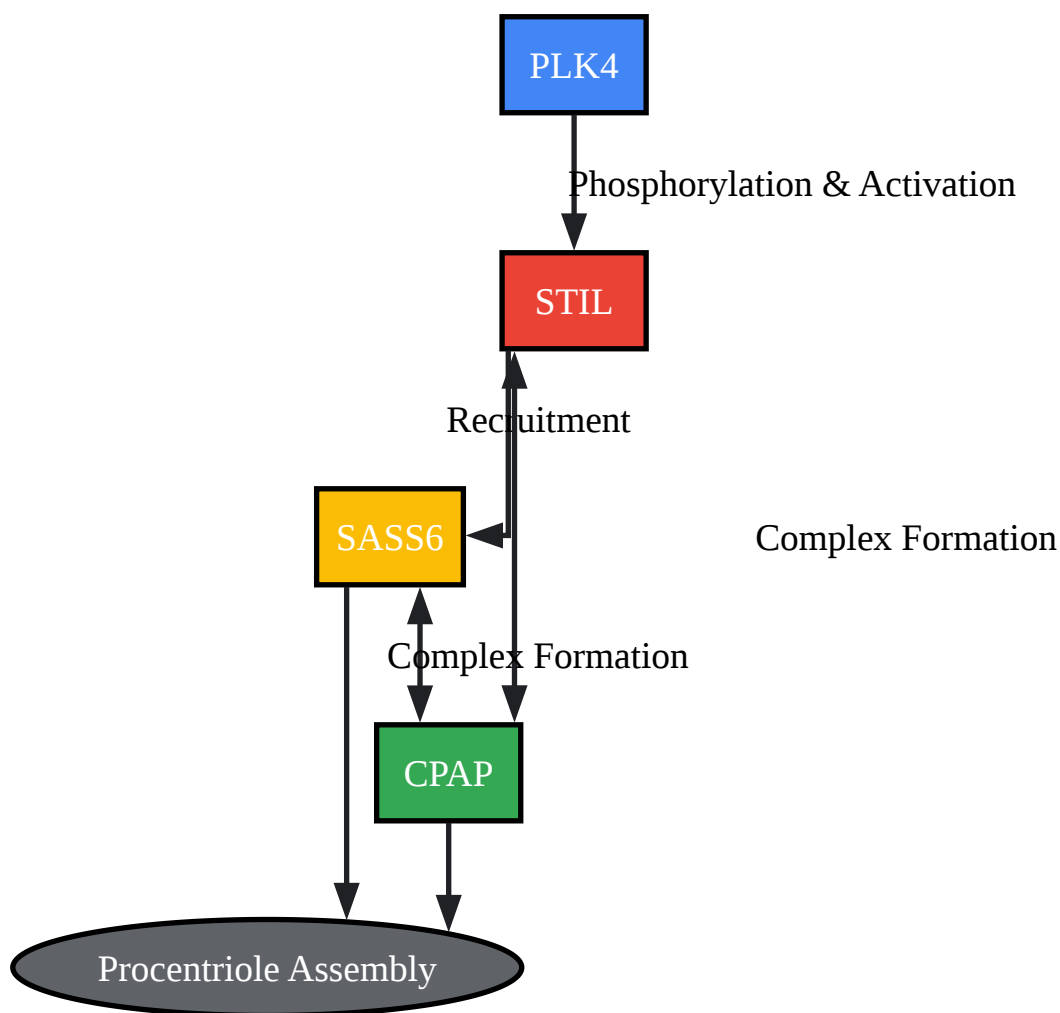 PLK4
Phosphorylation & Activation
STIL
Recruitment
SASS6
Complex Formation
Complex Formation
CPAP
Procentriole Assembly